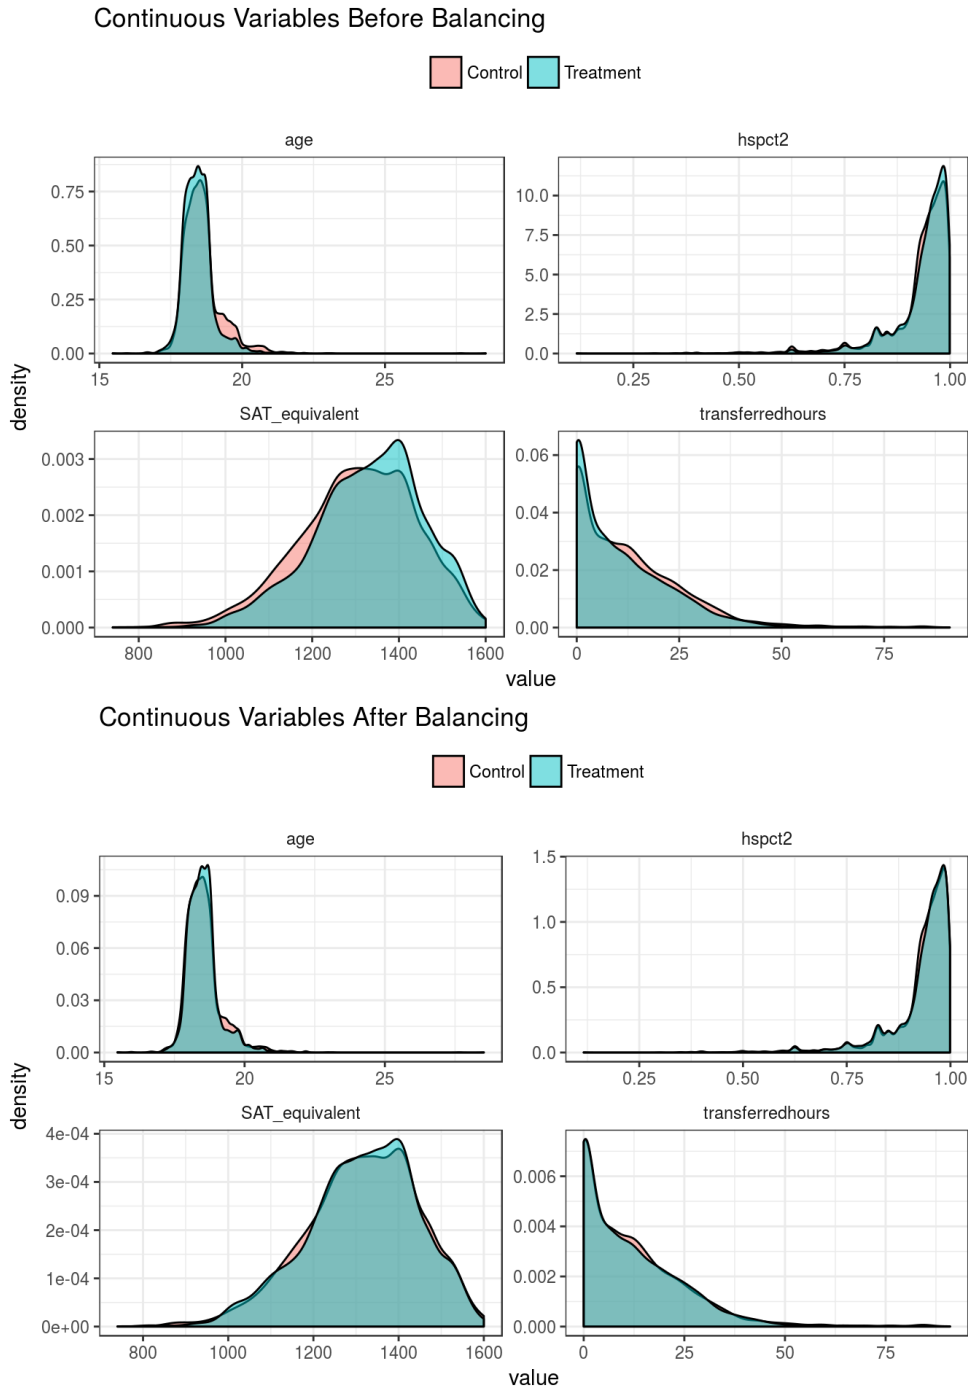 Continuous Variables Before Balancing
Control Treatment
age
hspct2
0.75
0.50
0.25
0.00
15 20 25
10.0
7.5
5.0
2.5
0.0
0.25 0.50 0.75 1.00
density
SAT_equivalent
transferredhours
0.003
0.002
0.001
0.000
800 1000 1200 1400 1600
0.06
0.04
0.02
0.00
0 25 50 75
value
Continuous Variables After Balancing
Control Treatment
age
hspct2
0.09
0.06
0.03
0.00
15 20 25
1.5
1.0
0.5
0.0
0.25 0.50 0.75 1.00
density
SAT_equivalent
transferredhours
4e-04
3e-04
2e-04
1e-04
0e+00
800 1000 1200 1400 1600
0.006
0.004
0.002
0.000
0 25 50 75
value